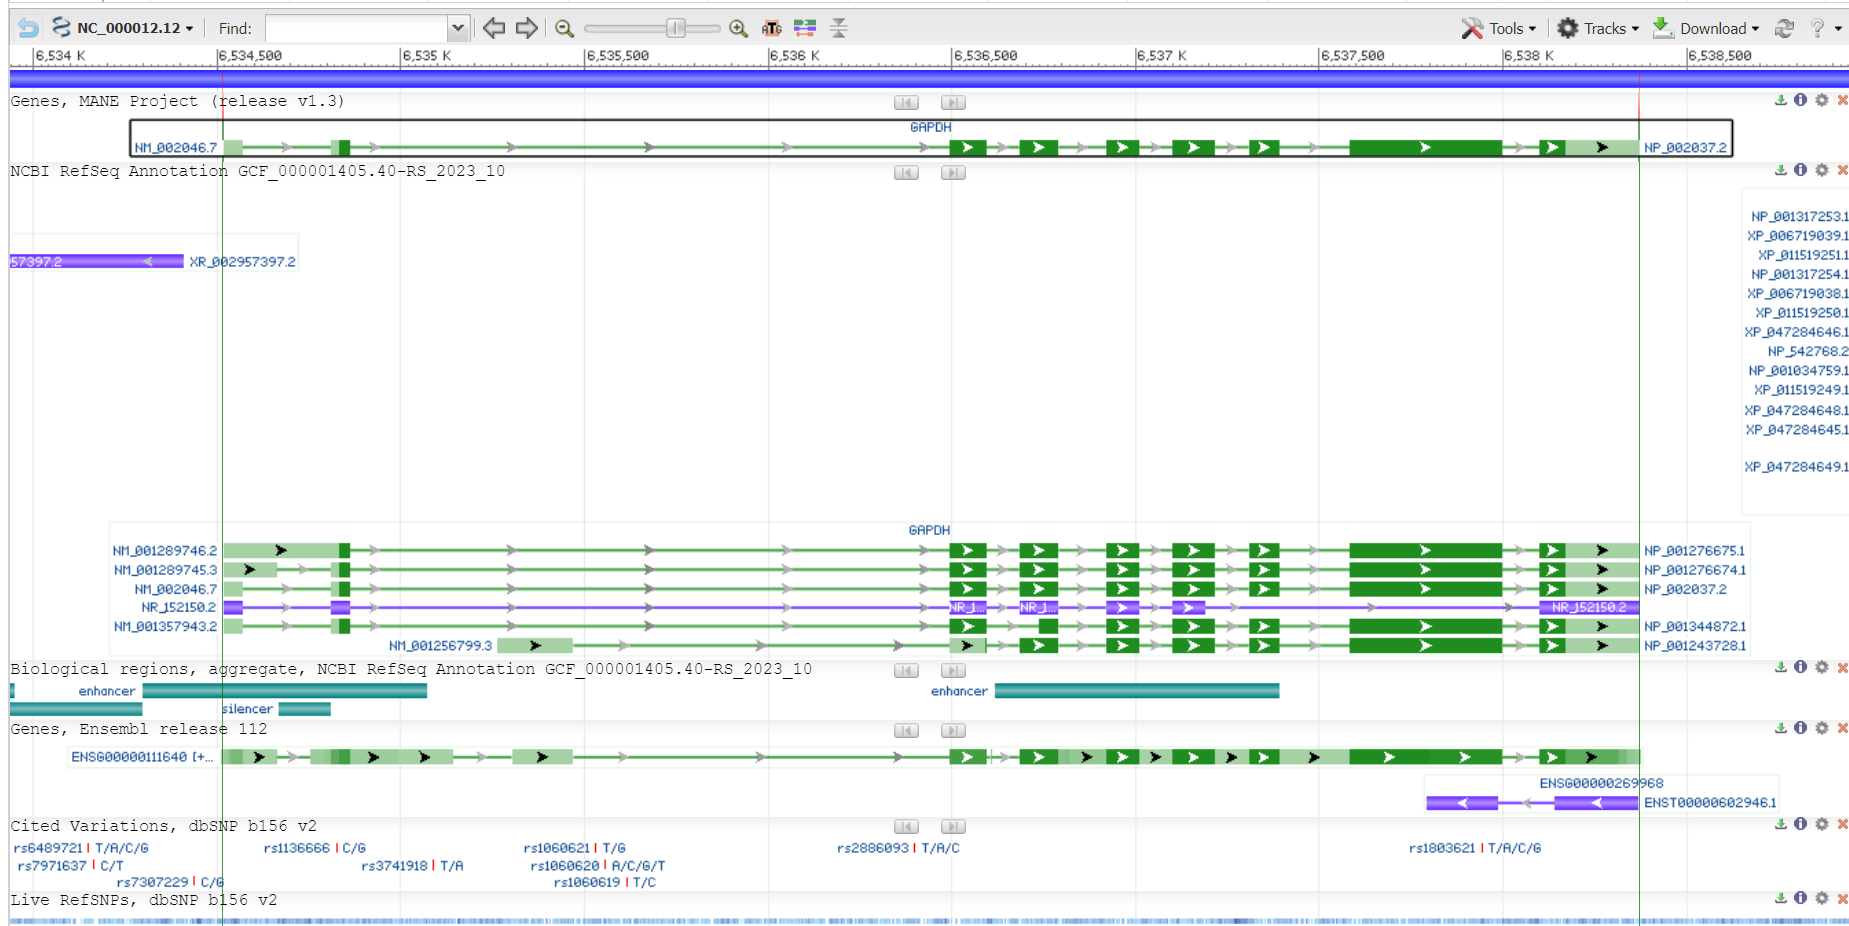 NC_000012.12 Find: ATG Tools Tracks Download ?
6,534 K 6,534,500 6,535 K 6,535,500 6,536 K 6,536,500 6,537 K 6,537,500 6,538 K 6,538,500
Genes, MANE Project (release v1.3)
GAPDH
NM_002046.7 NP_002037.2
NCBI RefSeq Annotation GCF_000001405.40-RS_2023_10
NP_001317253.1
XP_006719039.1
XP_011519251.1
57397.2 XR_002957397.2
NP_001317254.1
XP_006719038.1
XP_011519250.1
XP_047284646.1
NP_542768.2
NP_001034759.1
XP_011519249.1
XP_047284648.1
XP_047284645.1
XP_047284649.1
GAPDH
NM_001289746.2 NP_001276675.1
NM_001289745.3 NP_001276674.1
NM_002046.7 NP_002037.2
NR_152150.2 NR_1... NR_1... NR_152150.2
NM_001357943.2 NP_001344872.1
NM_001256799.3 NP_001243728.1
Biological regions, aggregate, NCBI RefSeq Annotation GCF_000001405.40-RS_2023_10
enhancer enhancer
silencer
Genes, Ensembl release 112
ENSG00000111640 [+...
ENSG00000269968
ENST00000602946.1
Cited Variations, dbSNP b156 v2
rs6489721 T/A/C/G rs1136666 C/G rs1060621 T/G rs2886093 T/A/C rs1803621 T/A/C/G
rs7971637 C/T rs3741918 T/A rs1060620 A/C/G/T
rs7307229 C/G rs1060619 T/C
Live RefSNPs, dbSNP b156 v2